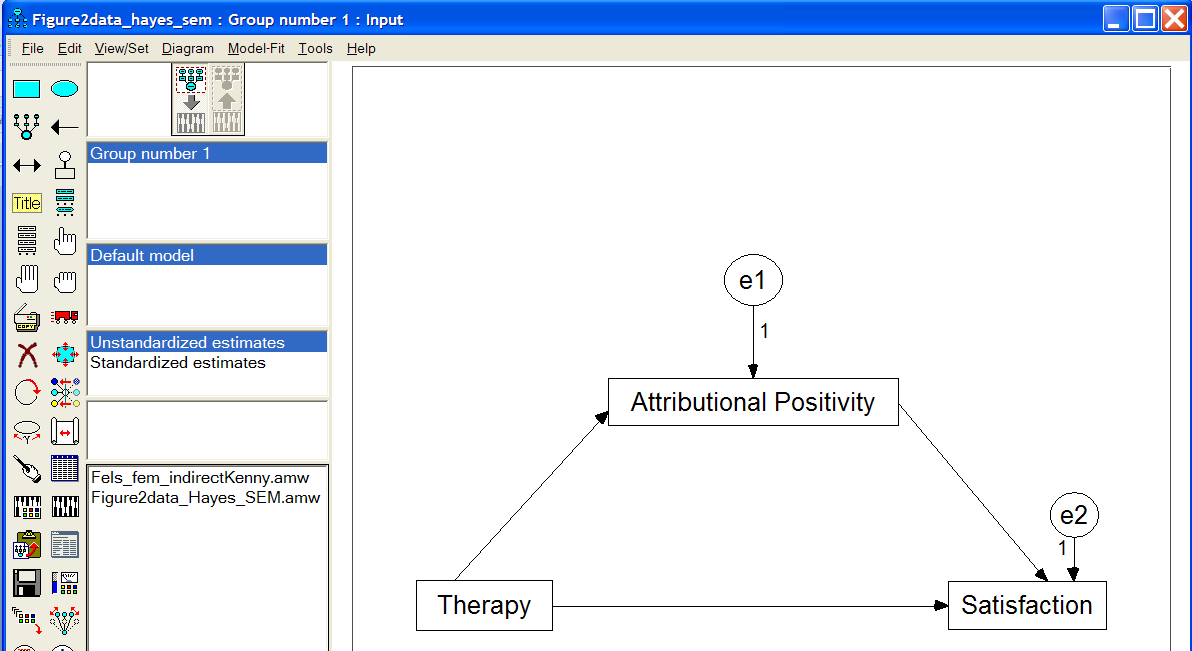 Figure2data_hayes_sem : Group number 1 : Input
File Edit View/Set Diagram Model-Fit Tools Help
Title
Group number 1
Default model
Unstandardized estimates
Standardized estimates
COPY
Fels_fem_indirectKenny.amw
Figure2data_Hayes_SEM.amw
e1
1
Attributional Positivity
e2
1
Therapy
Satisfaction